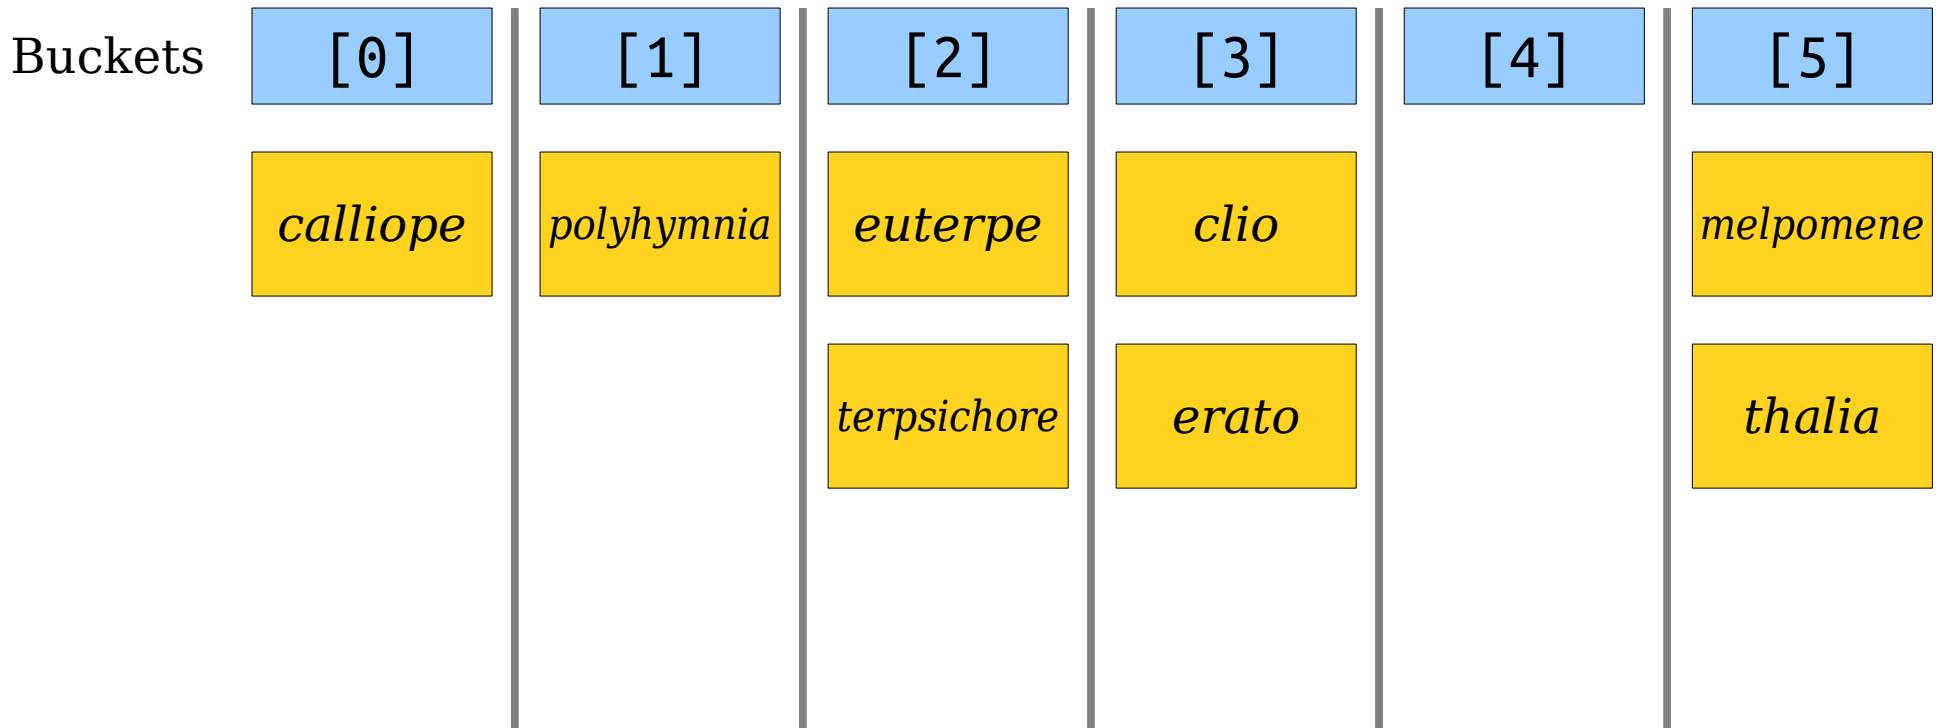 Buckets [0] [1] [2] [3] [4] [5]
calliope polyhymnia euterpe clio melpomene
terpsichore erato thalia